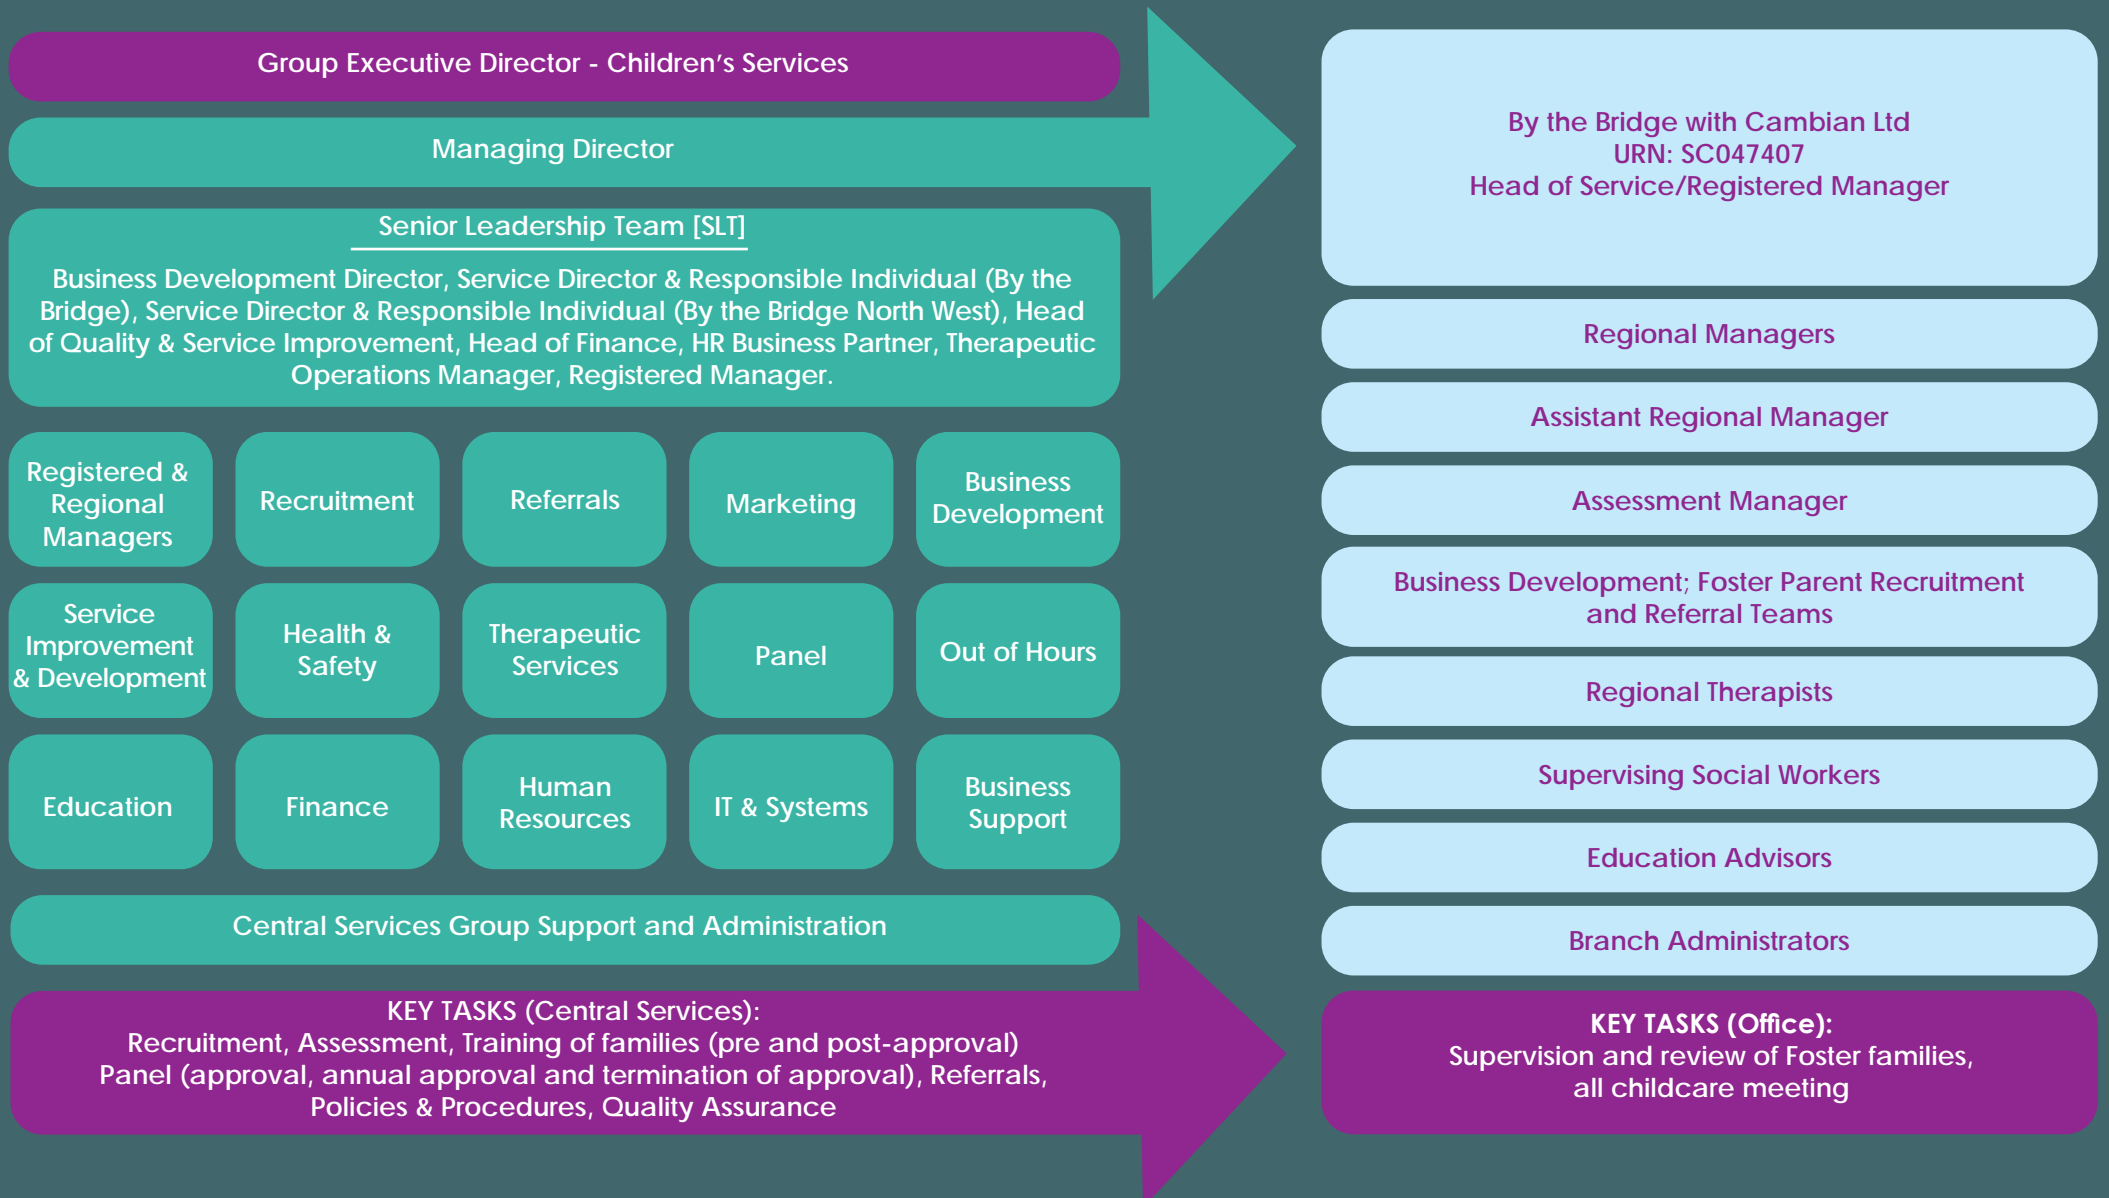 Group Executive Director - Children's Services
Managing Director
Senior Leadership Team [SLT]
Business Development Director, Service Director & Responsible Individual (By the
Bridge), Service Director & Responsible Individual (By the Bridge North West), Head
of Quality & Service Improvement, Head of Finance, HR Business Partner, Therapeutic
Operations Manager, Registered Manager.
Registered &
Regional
Managers
Recruitment
Referrals
Marketing
Business
Development
Service
Improvement
& Development
Health &
Safety
Therapeutic
Services
Panel
Out of Hours
Education
Finance
Human
Resources
IT & Systems
Business
Support
Central Services Group Support and Administration
KEY TASKS (Central Services):
Recruitment, Assessment, Training of families (pre and post-approval)
Panel (approval, annual approval and termination of approval), Referrals,
Policies & Procedures, Quality Assurance
By the Bridge with Cambian Ltd
URN: SC047407
Head of Service/Registered Manager
Regional Managers
Assistant Regional Manager
Assessment Manager
Business Development; Foster Parent Recruitment
and Referral Teams
Regional Therapists
Supervising Social Workers
Education Advisors
Branch Administrators
KEY TASKS (Office):
Supervision and review of Foster families,
all childcare meeting